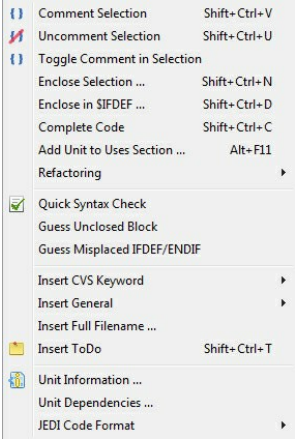 Comment Selection Shift+Ctrl+V
Uncomment Selection Shift+Ctrl+U
Toggle Comment in Selection
Enclose Selection ... Shift+Ctrl+N
Enclose in $IFDEF ... Shift+Ctrl+D
Complete Code Shift+Ctrl+C
Add Unit to Uses Section ... Alt+F11
Refactoring
Quick Syntax Check
Guess Unclosed Block
Guess Misplaced IFDEF/ENDIF
Insert CVS Keyword
Insert General
Insert Full Filename ...
Insert ToDo Shift+Ctrl+T
Unit Information ...
Unit Dependencies ...
JEDI Code Format